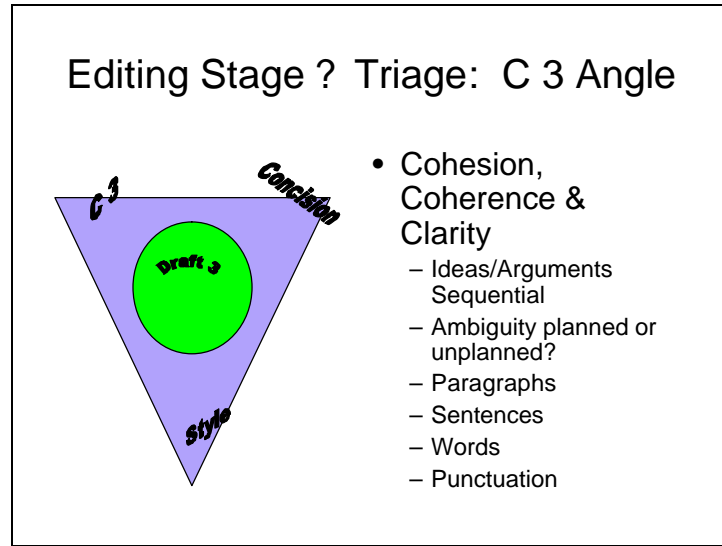 Editing Stage ? Triage: C 3 Angle
C 3
Concision
Draft 3
Style
• Cohesion,
Coherence &
Clarity
– Ideas/Arguments
Sequential
– Ambiguity planned or
unplanned?
– Paragraphs
– Sentences
– Words
– Punctuation